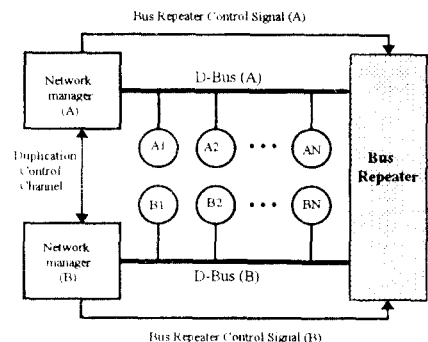 Bus Repeater Control Signal (A)
D-Bus (A)
Network
manager
(A)
A1 A2 ··· AN
Duplication
Control
Channel
Bus
Repeater
B1 B2 ··· BN
Network
manager
(B)
D-Bus (B)
Bus Repeater Control Signal (B)